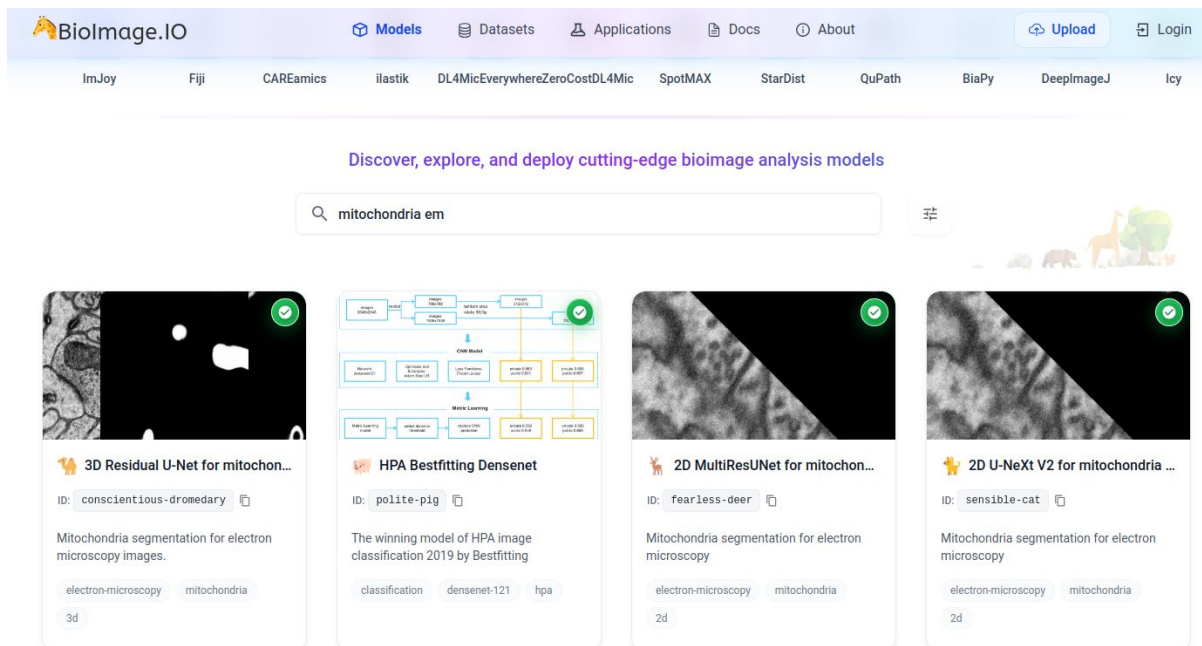 BioImage.IO
Models
Datasets
Applications
Docs
About
Upload
Login
ImJoy
Fiji
CAREamics
ilastik
DL4MicEverywhereZeroCostDL4Mic
SpotMAX
StarDist
QuPath
BiaPy
DeepImageJ
Icy
Discover, explore, and deploy cutting-edge bioimage analysis models
mitochondria em
3D Residual U-Net for mitochon...
ID: conscientious-dromedary
Mitochondria segmentation for electron
microscopy images.
electron-microscopy
mitochondria
3d
CNN Model
Metric Learning
HPA Bestfitting Densenet
ID: polite-pig
The winning model of HPA image
classification 2019 by Bestfitting
classification
densenet-121
hpa
2D MultiResUNet for mitochon...
ID: fearless-deer
Mitochondria segmentation for electron
microscopy
electron-microscopy
mitochondria
2d
2D U-NeXt V2 for mitochondria ...
ID: sensible-cat
Mitochondria segmentation for electron
microscopy
electron-microscopy
mitochondria
2d